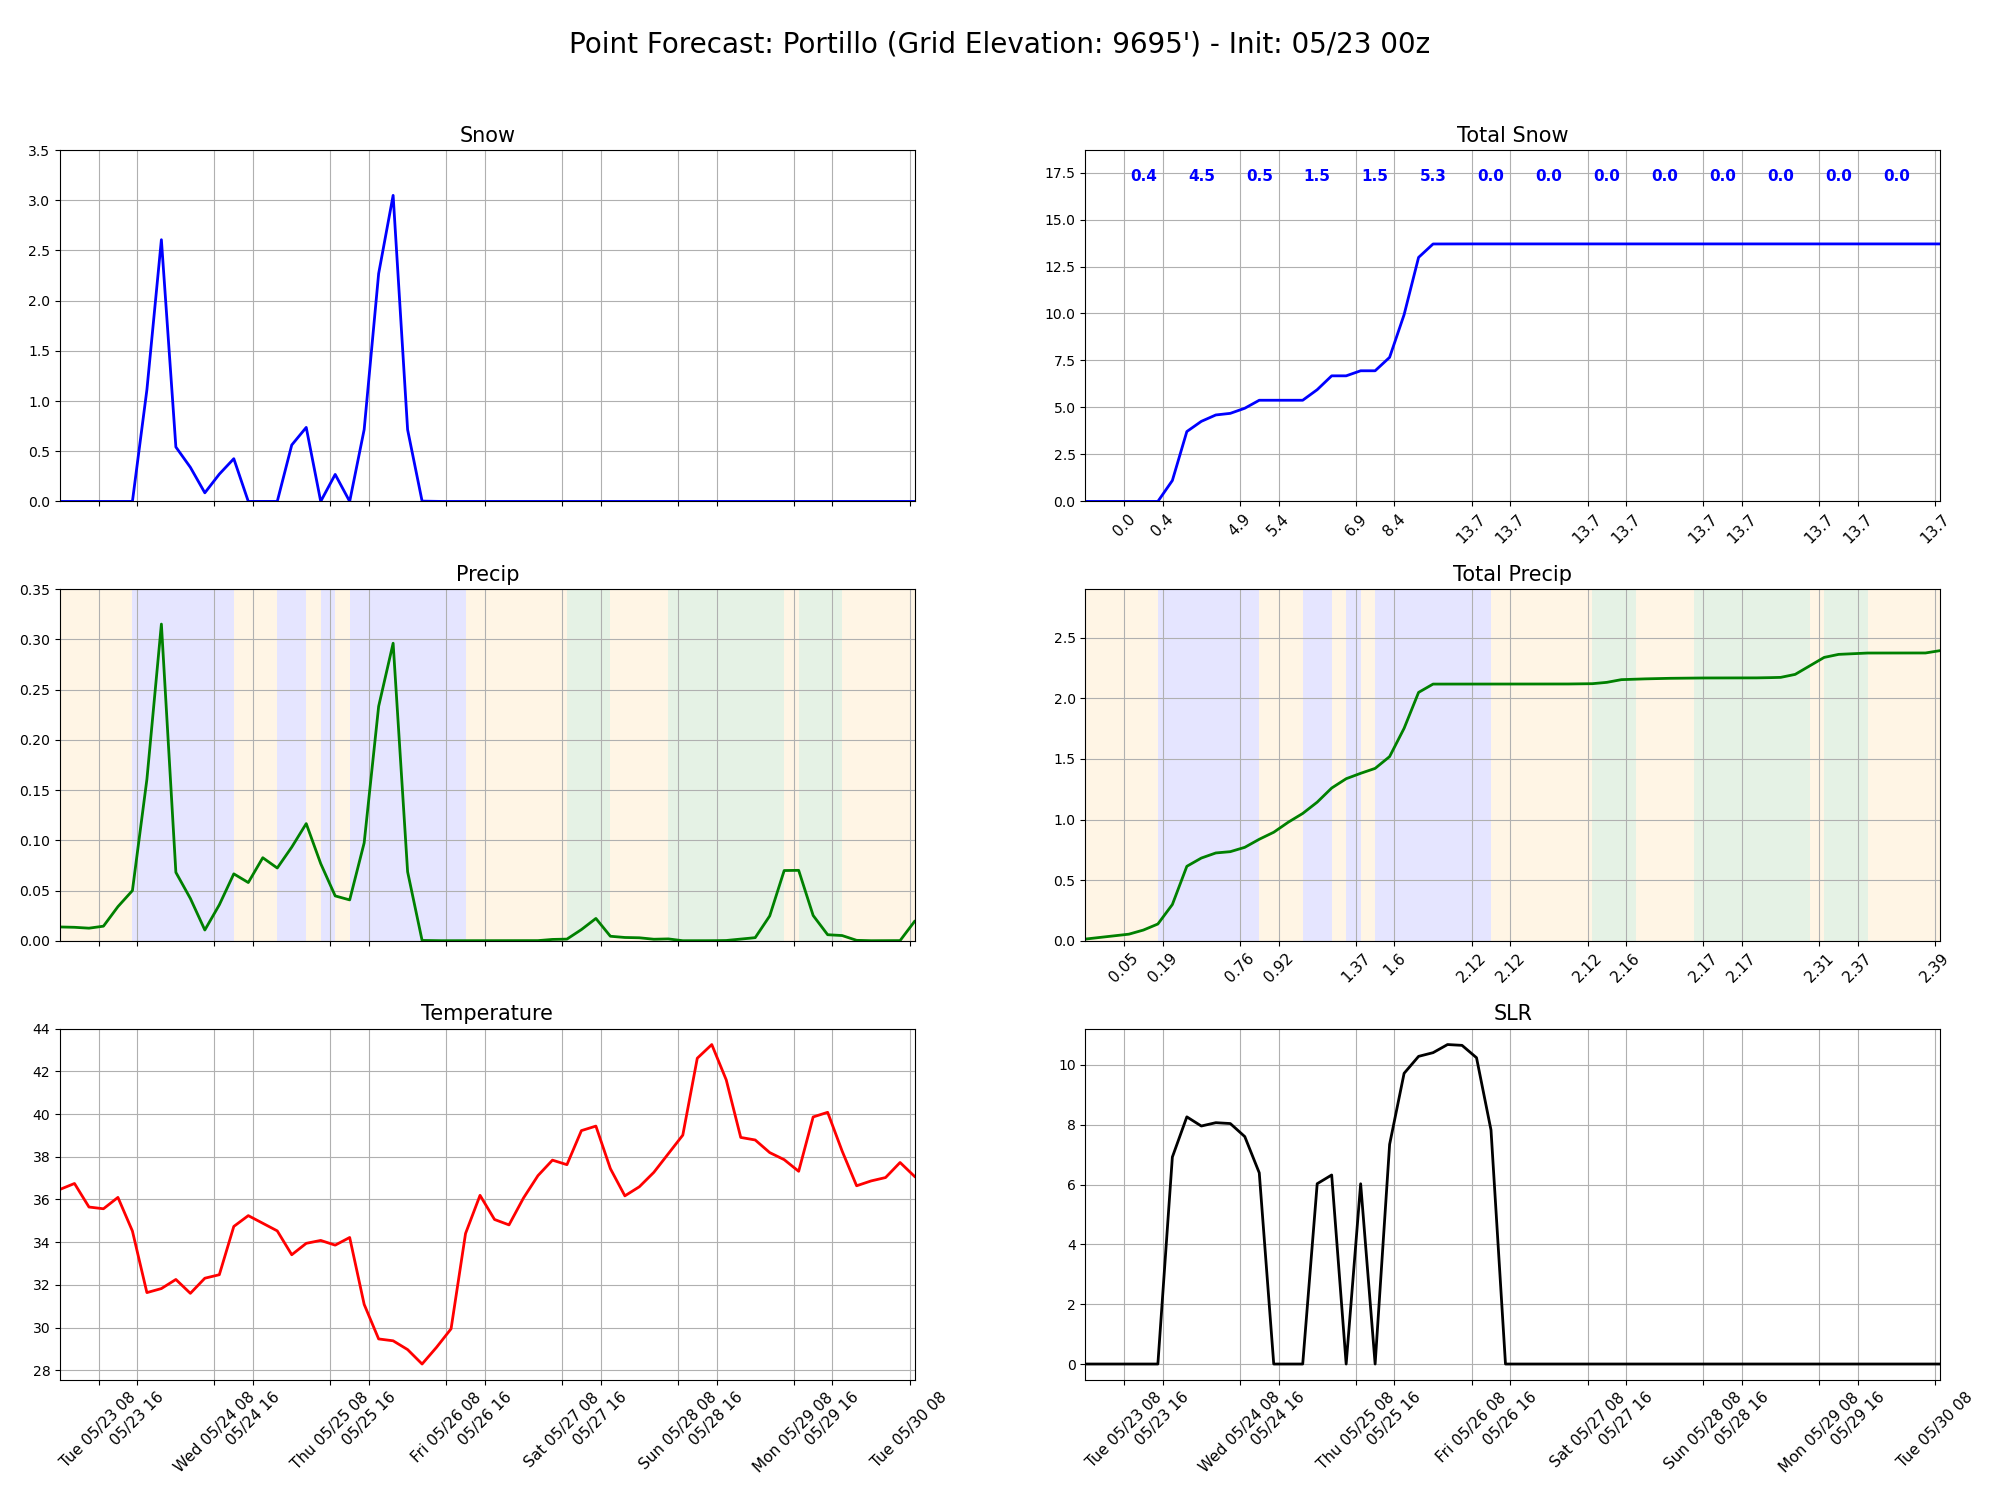 Point Forecast: Portillo (Grid Elevation: 9695') - Init: 05/23 00z
Snow
3.5
3.0
2.5
2.0
1.5
1.0
0.5
0.0
Total Snow
0.4 4.5 0.5 1.5 1.5 5.3 0.0 0.0 0.0 0.0 0.0 0.0 0.0 0.0
17.5
15.0
12.5
10.0
7.5
5.0
2.5
0.0
0.0 0.4 4.9 5.4 6.9 8.4 13.7 13.7 13.7 13.7 13.7 13.7 13.7 13.7 13.7
Precip
0.35
0.30
0.25
0.20
0.15
0.10
0.05
0.00
Total Precip
2.5
2.0
1.5
1.0
0.5
0.0
0.05 0.19 0.76 0.92 1.37 1.6 2.12 2.12 2.12 2.16 2.17 2.17 2.31 2.37 2.39
Temperature
44
42
40
38
36
34
32
30
28
Tue 05/23 08
05/23 16
Wed 05/24 08
05/24 16
Thu 05/25 08
05/25 16
Fri 05/26 08
05/26 16
Sat 05/27 08
05/27 16
Sun 05/28 08
05/28 16
Mon 05/29 08
05/29 16
Tue 05/30 08
SLR
10
8
6
4
2
0
Tue 05/23 08
05/23 16
Wed 05/24 08
05/24 16
Thu 05/25 08
05/25 16
Fri 05/26 08
05/26 16
Sat 05/27 08
05/27 16
Sun 05/28 08
05/28 16
Mon 05/29 08
05/29 16
Tue 05/30 08